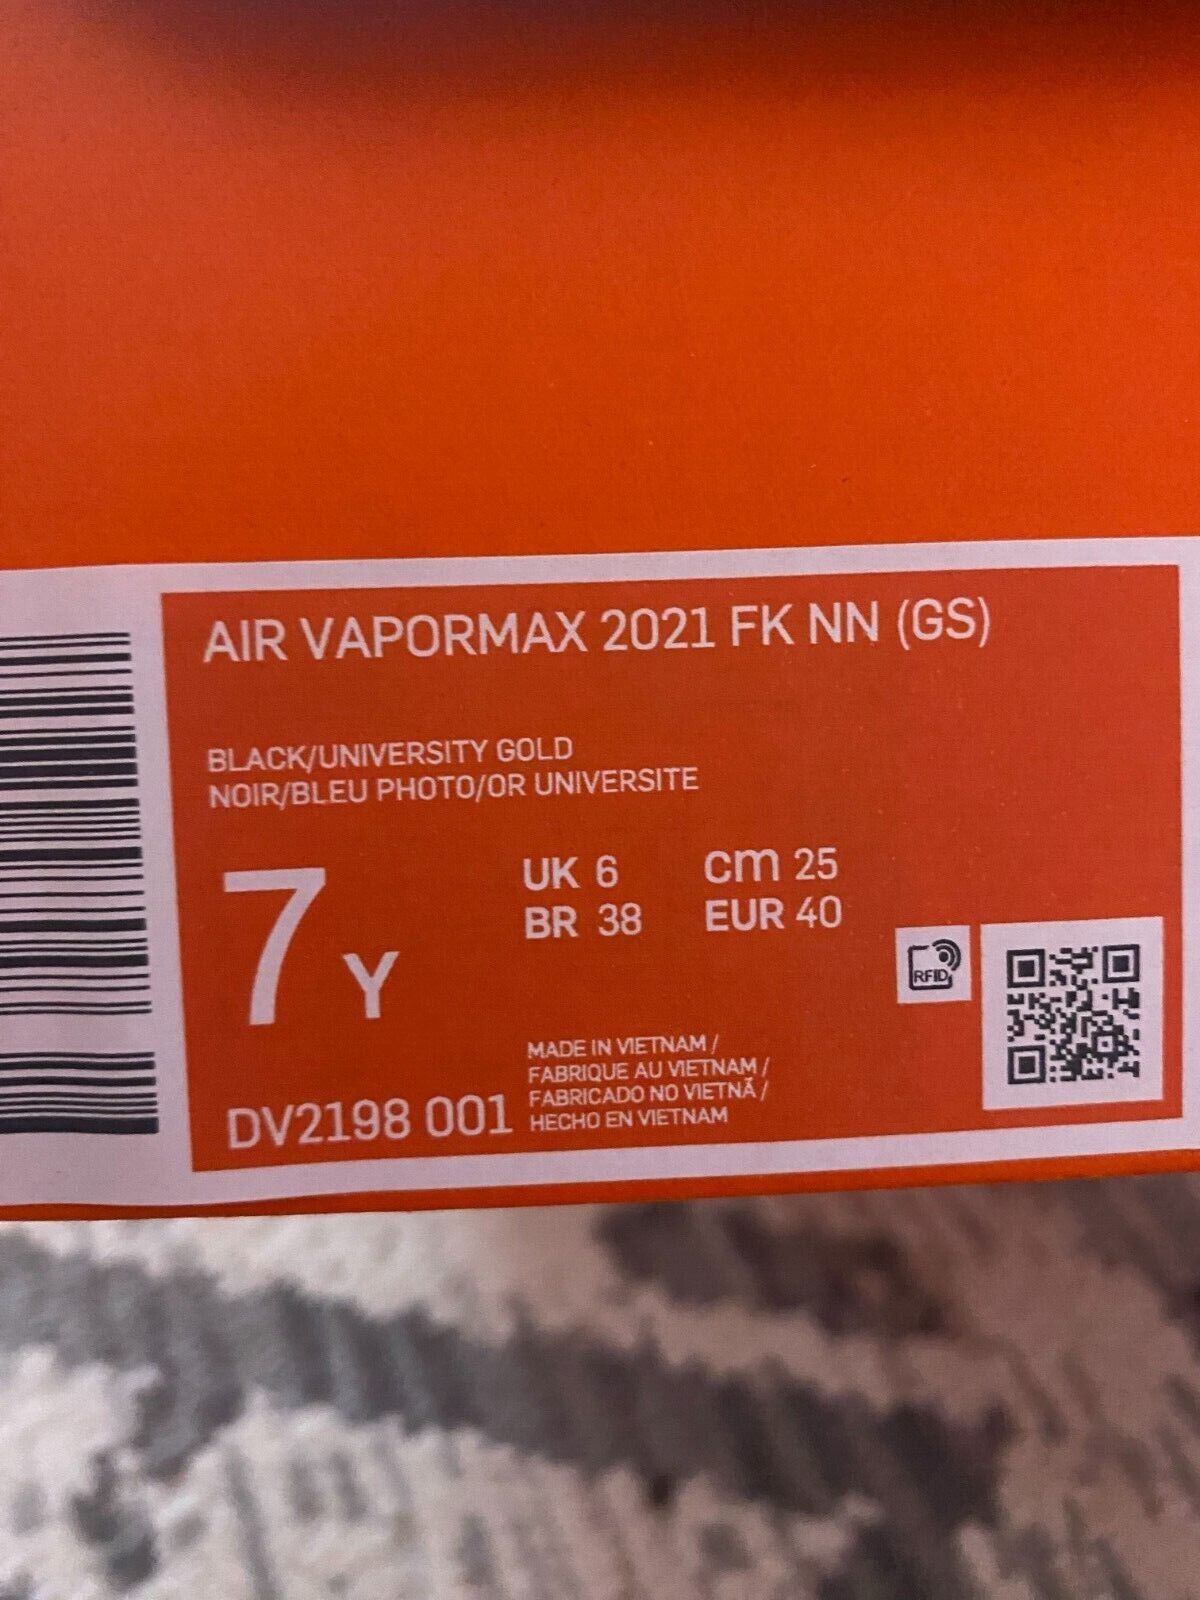 AIR VAPORMAX 2021 FK NN (GS)
BLACK/UNIVERSITY GOLD
NOIR/BLEU PHOTO/OR UNIVERSITE
7 Y
UK 6 cm 25
BR 38 EUR 40
RFID
MADE IN VIETNAM /
FABRIQUE AU VIETNAM /
FABRICADO NO VIETNÃ /
HECHO EN VIETNAM
DV2198 001